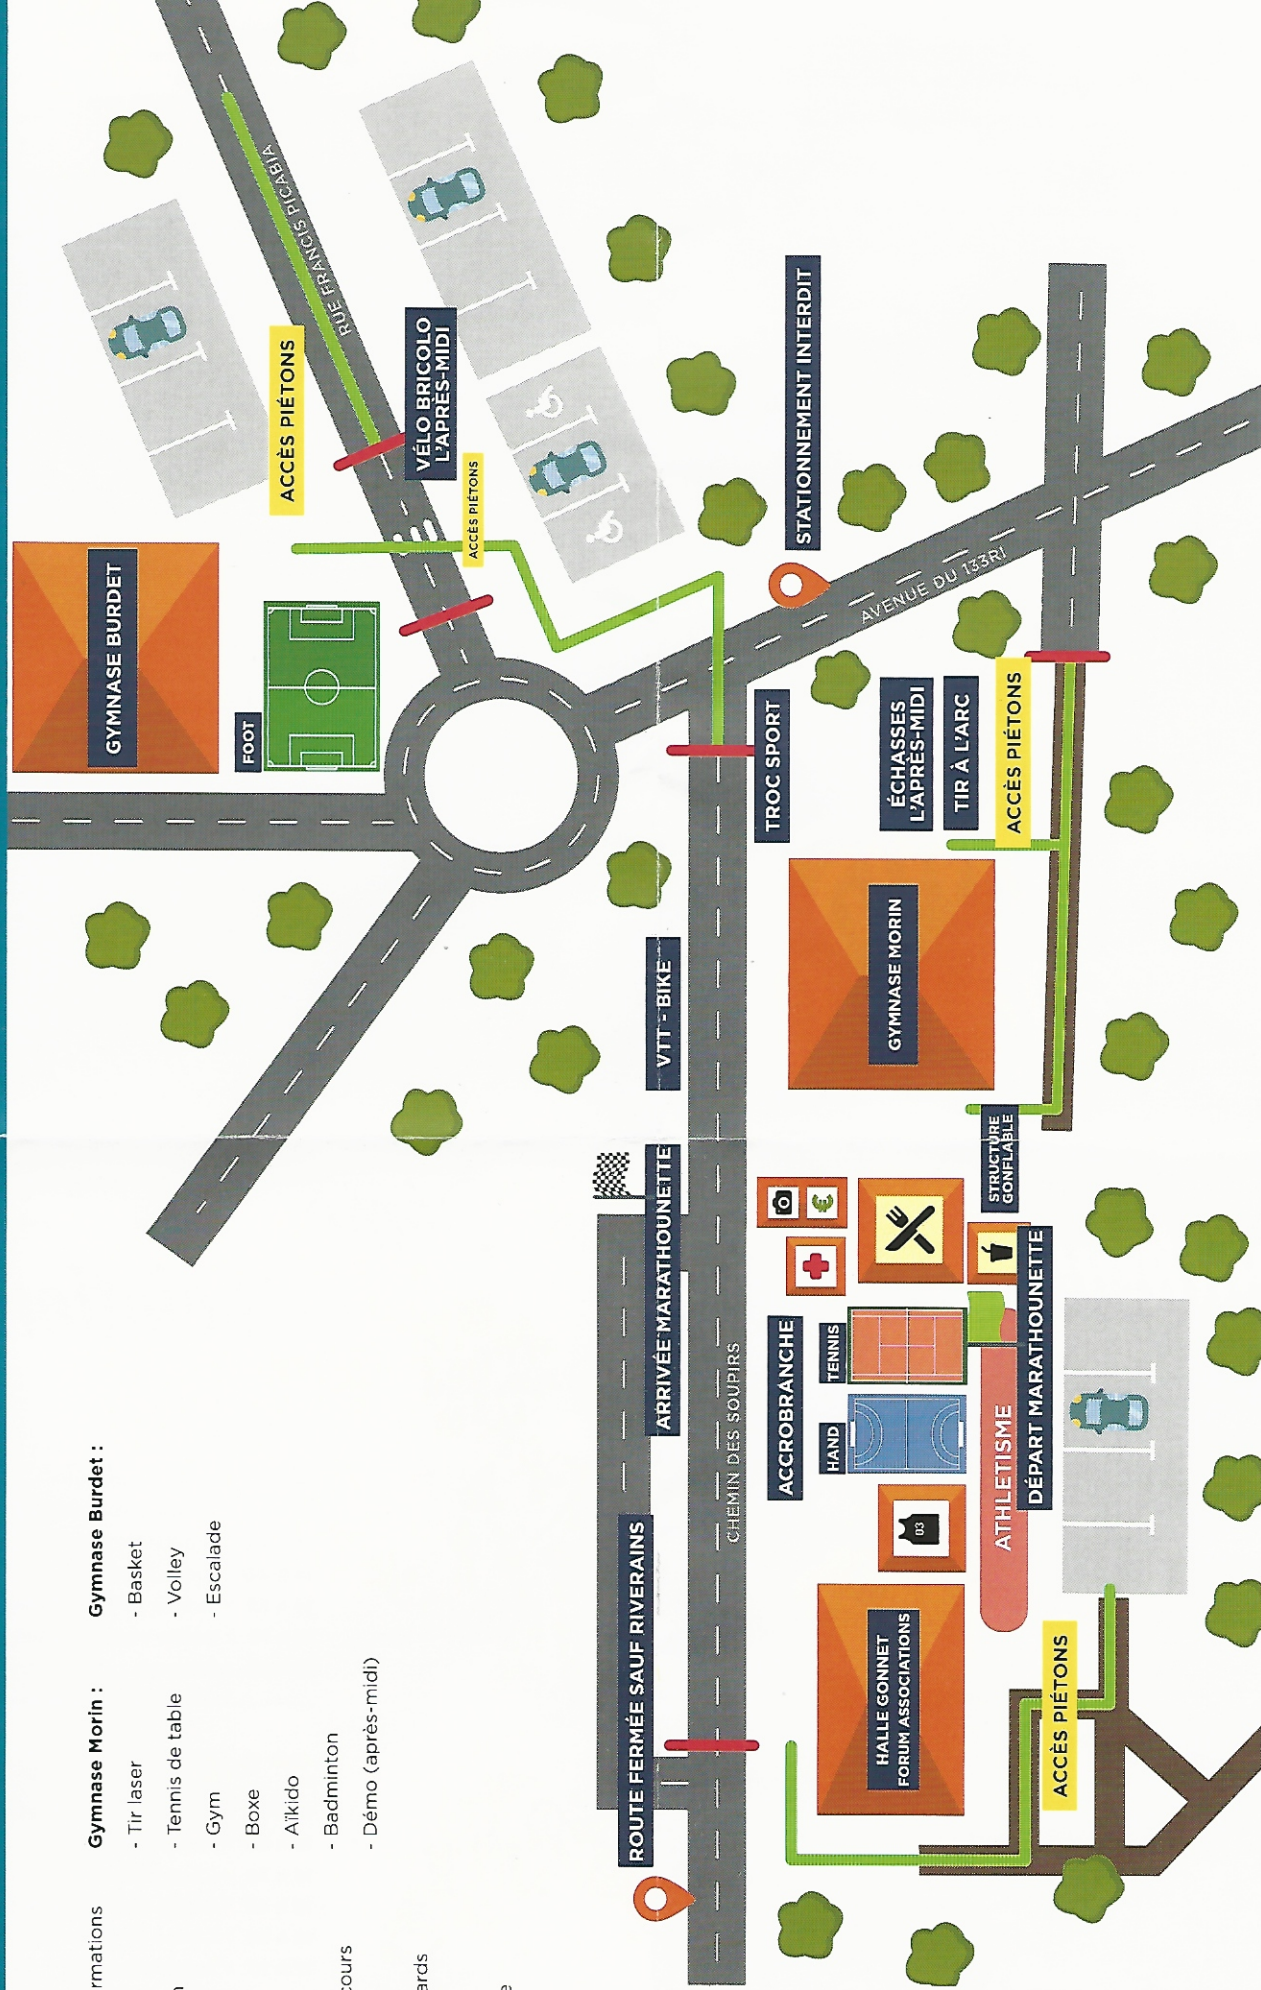 rmations
n
cours
ards
e
Gymnase Morin :
- Tir laser
- Tennis de table
- Gym
- Boxe
- Aïkido
- Badminton
- Démo (après-midi)
Gymnase Burdet :
- Basket
- Volley
- Escalade
GYMNASE BURDET
FOOT
ACCÈS PIÉTONS
RUE FRANCIS PICABIA
VÉLO BRICOLO
L'APRÈS-MIDI
ACCÈS PIÉTONS
STATIONNEMENT INTERDIT
AVENUE DU 133RI
ROUTE FERMÉE SAUF RIVERAINS
ARRIVÉE MARATHOUNETTE
VTT - BIKE
CHEMIN DES SOUPIRS
TROC SPORT
ACCROBRANCHE
HAND
TENNIS
€
GYMNASE MORIN
ÉCHASSES
L'APRÈS-MIDI
TIR À L'ARC
ACCÈS PIÉTONS
HALLE GONNET
FORUM ASSOCIATIONS
03
ATHLETISME
STRUCTURE
GONFLABLE
DÉPART MARATHOUNETTE
ACCÈS PIÉTONS